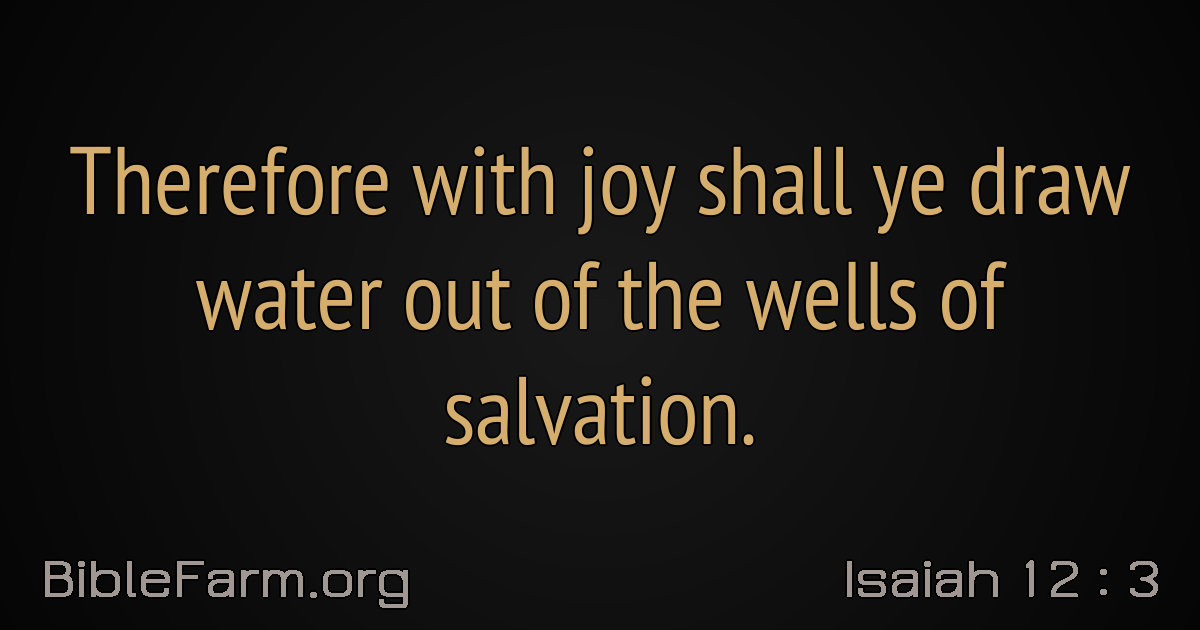 Therefore with joy shall ye draw
water out of the wells of
salvation.
BibleFarm.org
Isaiah 12 : 3